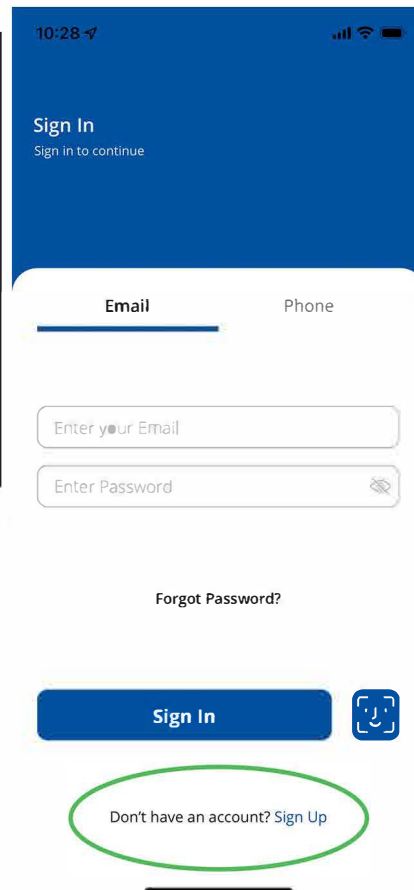 10:28
Sign In
Sign in to continue
Email Phone
Enter your Email
Enter Password
Forgot Password?
Sign In
Don't have an account? Sign Up